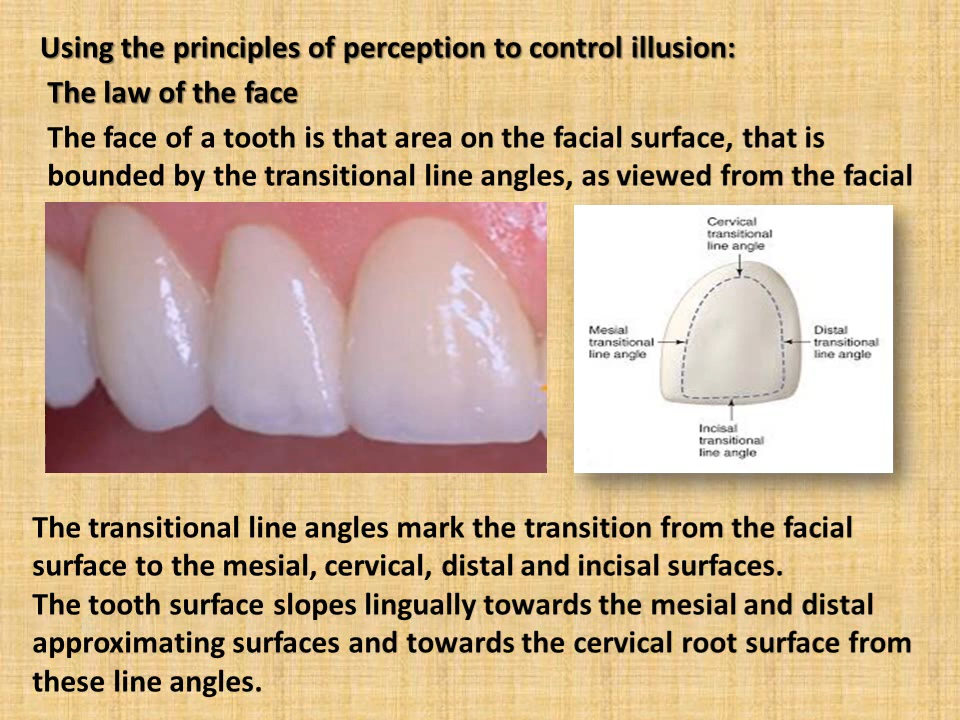 Using the principles of perception to control illusion:
The law of the face
The face of a tooth is that area on the facial surface, that is
bounded by the transitional line angles, as viewed from the facial
Cervical
transitional
line angle
Mesial
transitional
line angle
Distal
transitional
line angle
Incisal
transitional
line angle
The transitional line angles mark the transition from the facial
surface to the mesial, cervical, distal and incisal surfaces.
The tooth surface slopes lingually towards the mesial and distal
approximating surfaces and towards the cervical root surface from
these line angles.